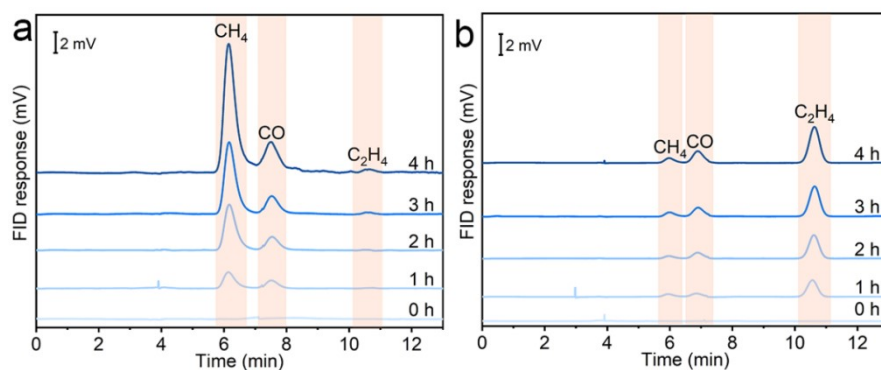 a
2 mV
CH4
CO
C2H4
4 h
3 h
2 h
1 h
0 h
FID response (mV)
0 2 4 6 8 10 12
Time (min)
b
2 mV
CH4
CO
C2H4
4 h
3 h
2 h
1 h
0 h
FID response (mV)
0 2 4 6 8 10 12
Time (min)